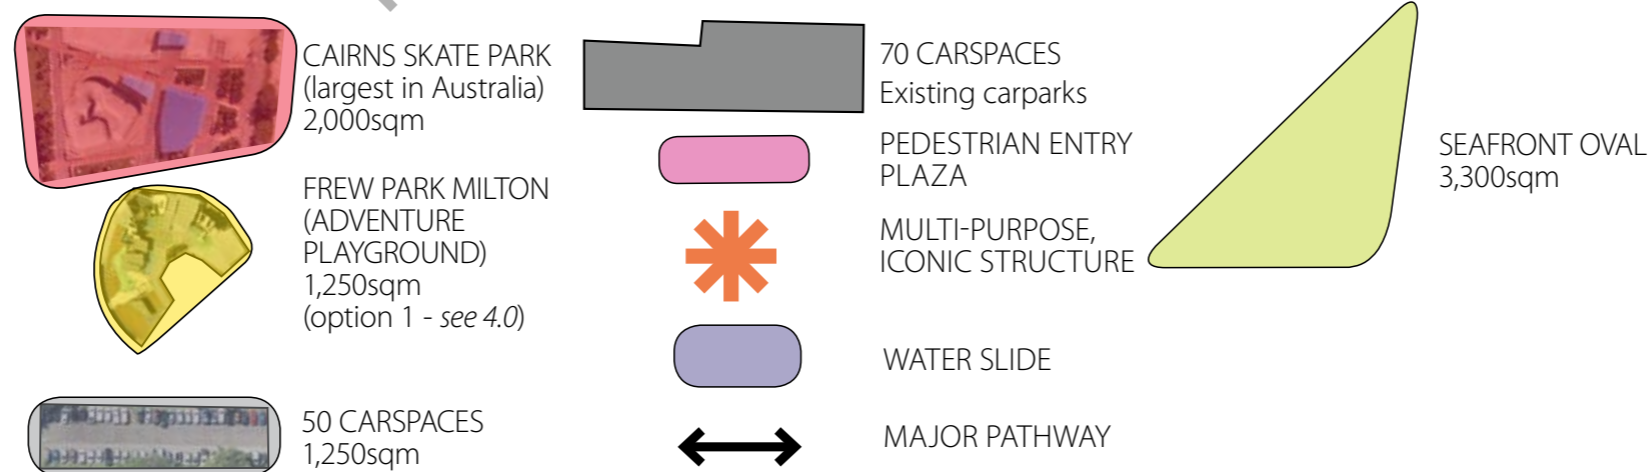 CAIRNS SKATE PARK
(largest in Australia)
2,000sqm
FREW PARK MILTON
(ADVENTURE
PLAYGROUND)
1,250sqm
(option 1 - see 4.0)
50 CARSPACES
1,250sqm
70 CARSPACES
Existing carparks
PEDESTRIAN ENTRY
PLAZA
MULTI-PURPOSE,
ICONIC STRUCTURE
WATER SLIDE
MAJOR PATHWAY
SEAFRONT OVAL
3,300sqm